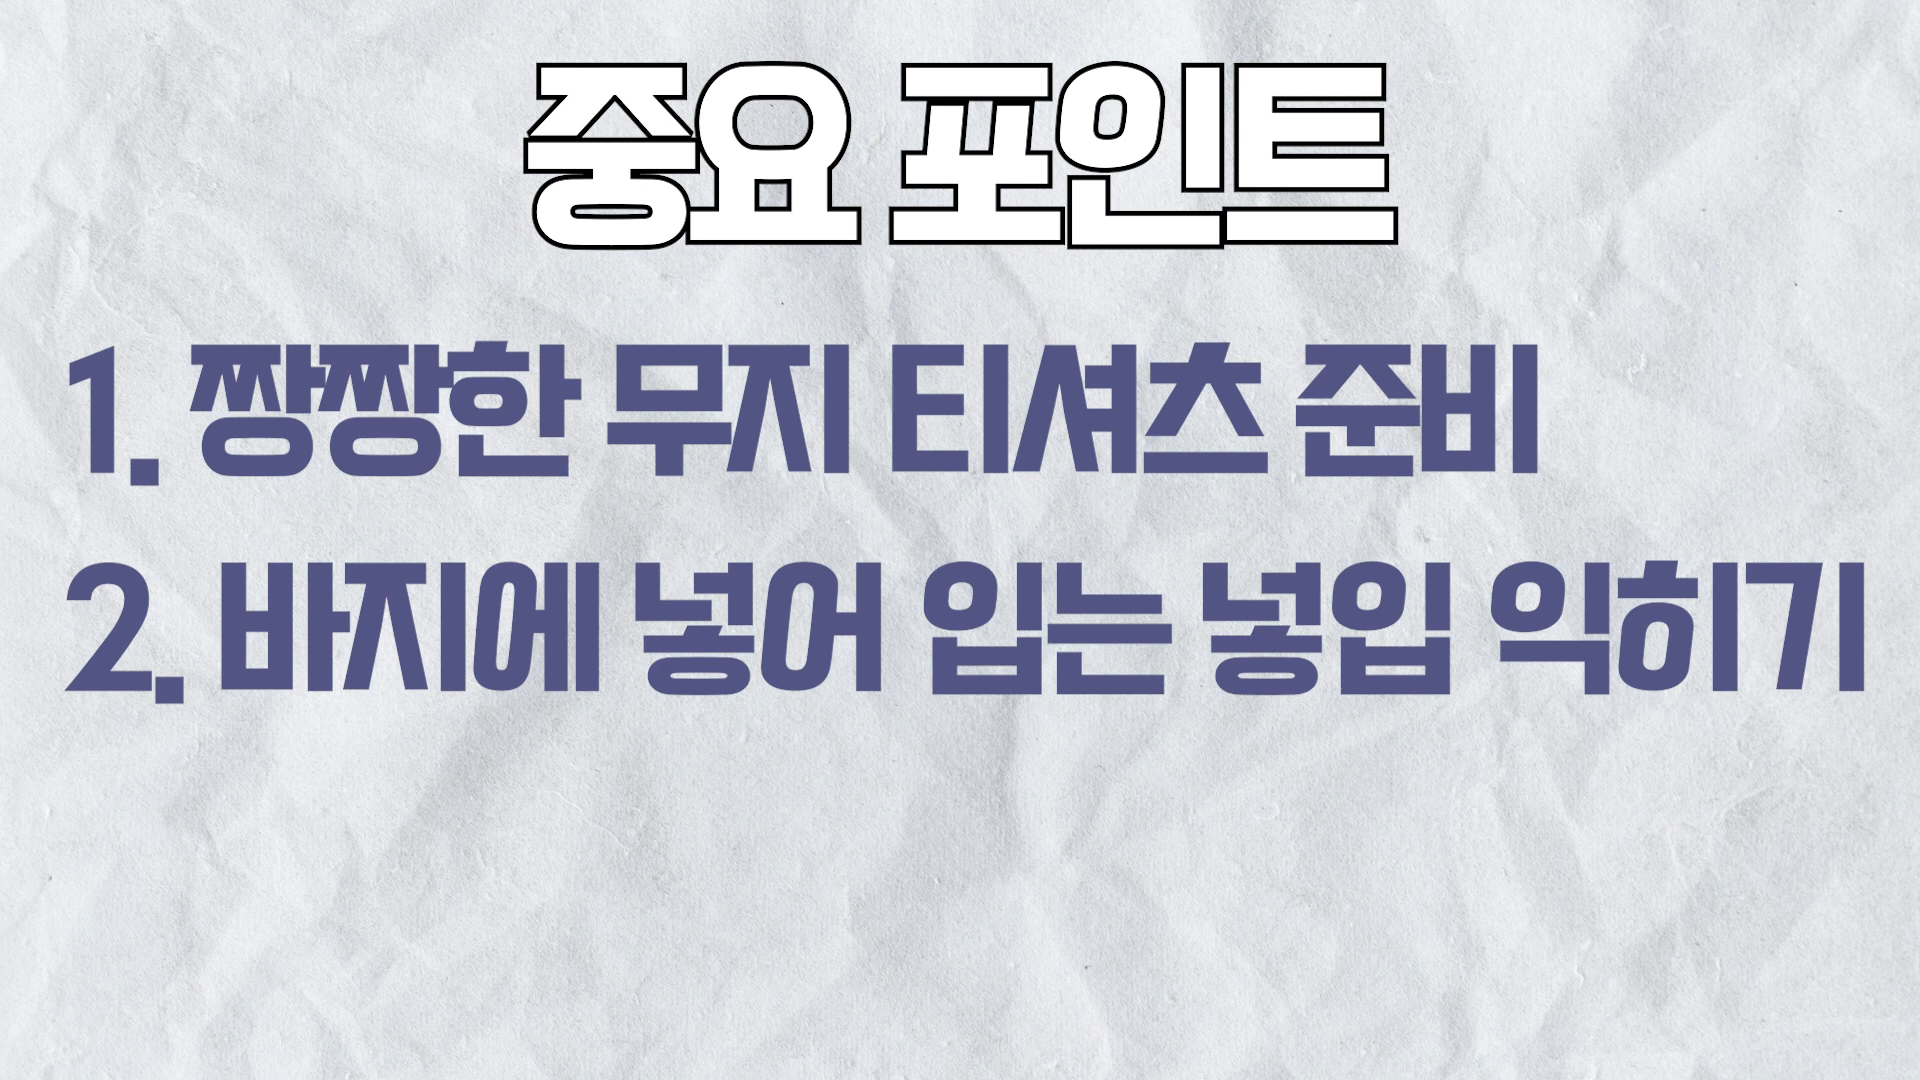 중요 포인트
1. 짱짱한 무지 티셔츠 준비
2. 바지에 넣어 입는 넣입 익히기